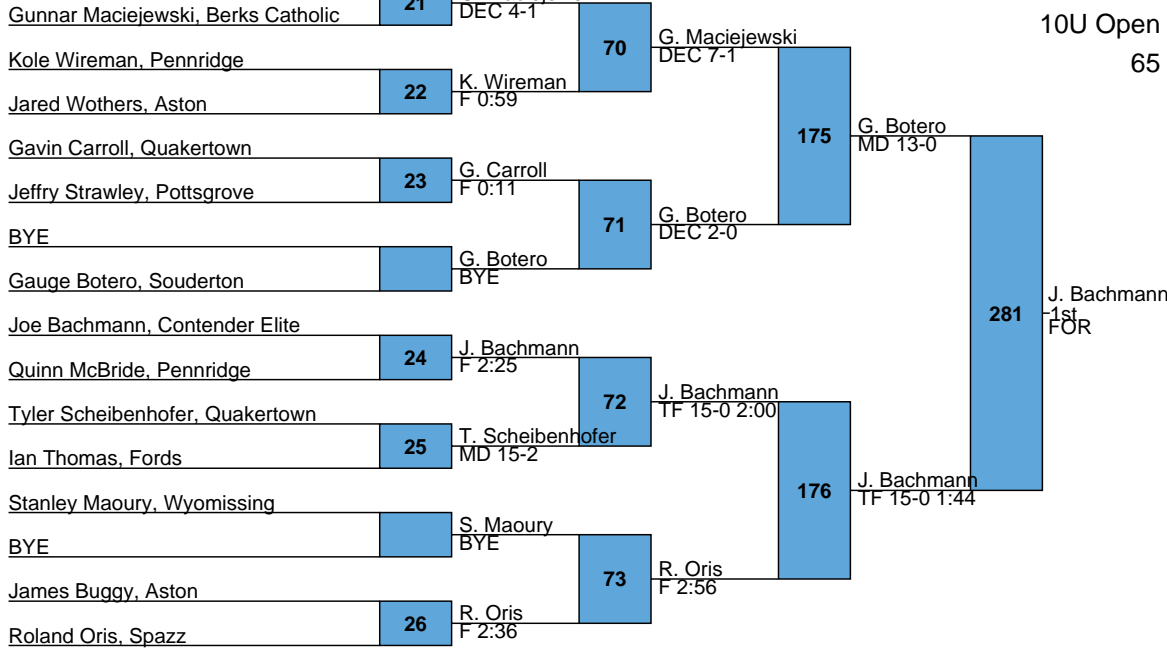 Gunnar Maciejewski, Berks Catholic
21
DEC 4-1
Kole Wireman, Pennridge
Jared Wothers, Aston
22
K. Wireman
F 0:59
70
G. Maciejewski
DEC 7-1
10U Open
65
Gavin Carroll, Quakertown
Jeffry Strawley, Pottsgrove
23
G. Carroll
F 0:11
BYE
Gauge Botero, Souderton
G. Botero
BYE
71
G. Botero
DEC 2-0
175
G. Botero
MD 13-0
Joe Bachmann, Contender Elite
Quinn McBride, Pennridge
24
J. Bachmann
F 2:25
Tyler Scheibenhofer, Quakertown
Ian Thomas, Fords
25
T. Scheibenhofer
MD 15-2
72
J. Bachmann
TF 15-0 2:00
Stanley Maoury, Wyomissing
BYE
S. Maoury
BYE
James Buggy, Aston
Roland Oris, Spazz
26
R. Oris
F 2:36
73
R. Oris
F 2:56
176
J. Bachmann
TF 15-0 1:44
281
J. Bachmann
1st
FOR